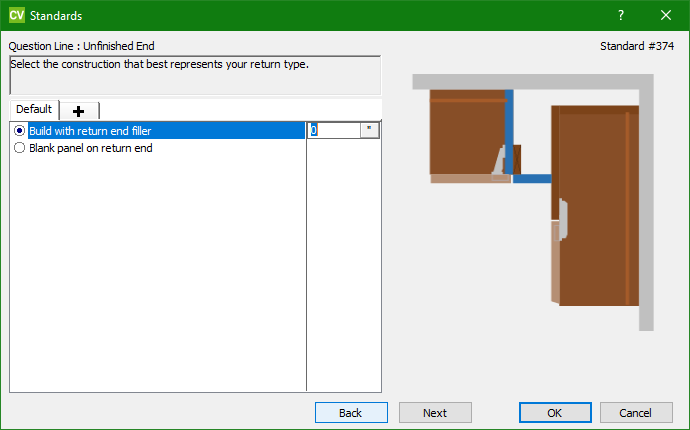 CV Standards ?
Question Line : Unfinished End Standard #374
Select the construction that best represents your return type.
Default +
Build with return end filler 0 "
Blank panel on return end
Back Next OK Cancel